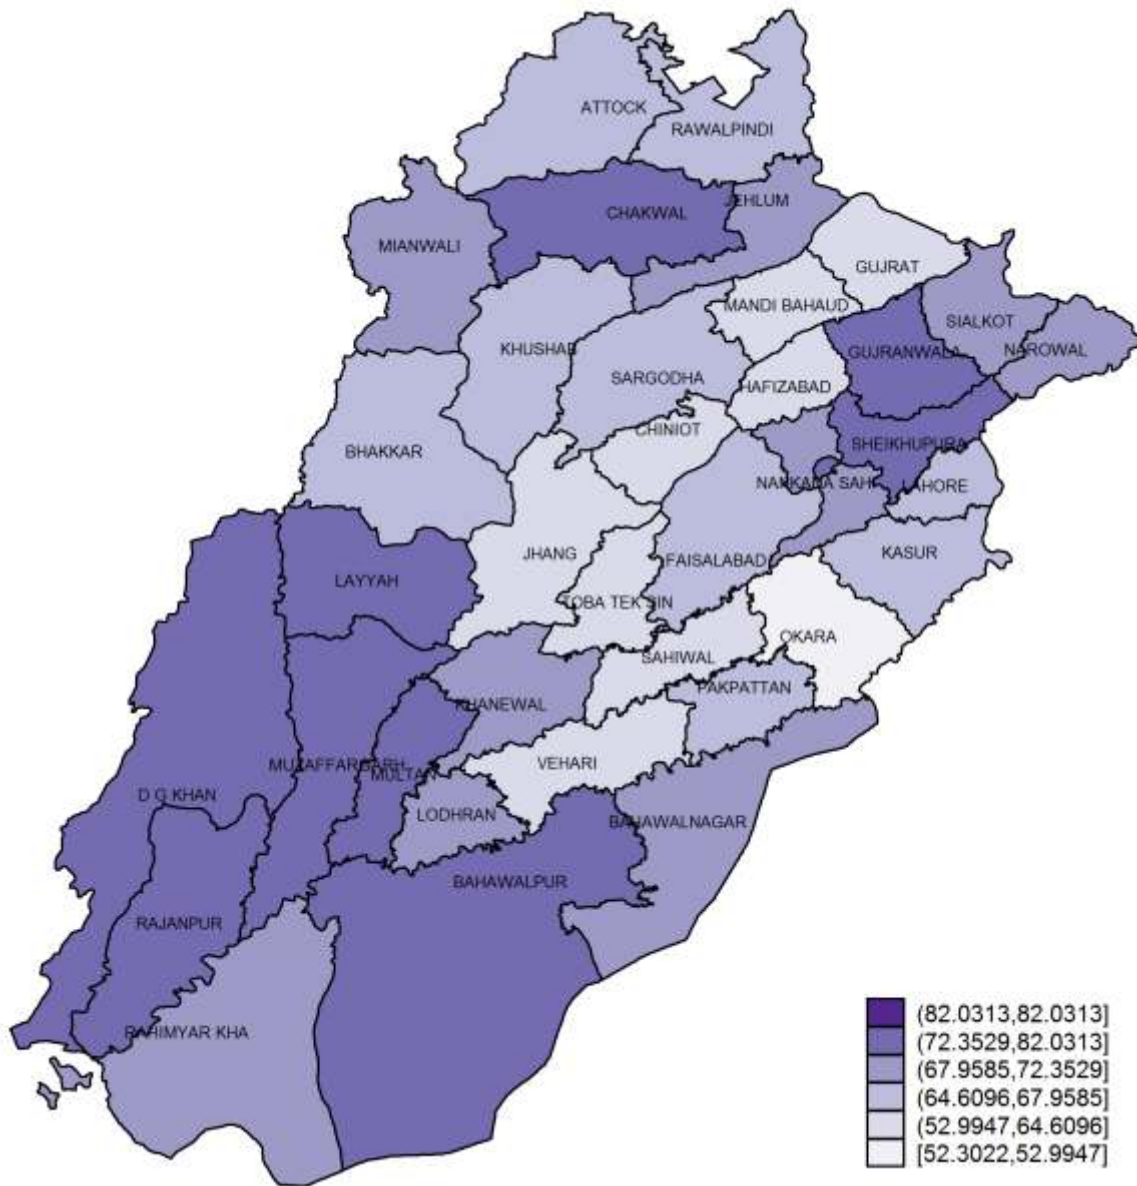 ATTOCK
RAWALPINDI
JEHLUM
CHAKWAL
MIANWALI
GUJRAT
MANDI BAHAUD
SIALKOT
KHUSHAB
GUJRANWALA
NAROWAL
SARGODHA
HAFIZABAD
CHINIOT
SHEIKHUPURA
BHAKKAR
NANKANA SAHI
LAHORE
JHANG
FAISALABAD
KASUR
LAYYAH
TOBA TEK SIN
OKARA
SAHIWAL
PAKPATTAN
KHANEWAL
MUZAFFARGARH
MULTAN
VEHARI
D G KHAN
LODHRAN
BAHAWALNAGAR
BAHAWALPUR
RAJANPUR
RAHIMYAR KHA
(82.0313,82.0313]
(72.3529,82.0313]
(67.9585,72.3529]
(64.6096,67.9585]
(52.9947,64.6096]
[52.3022,52.9947]